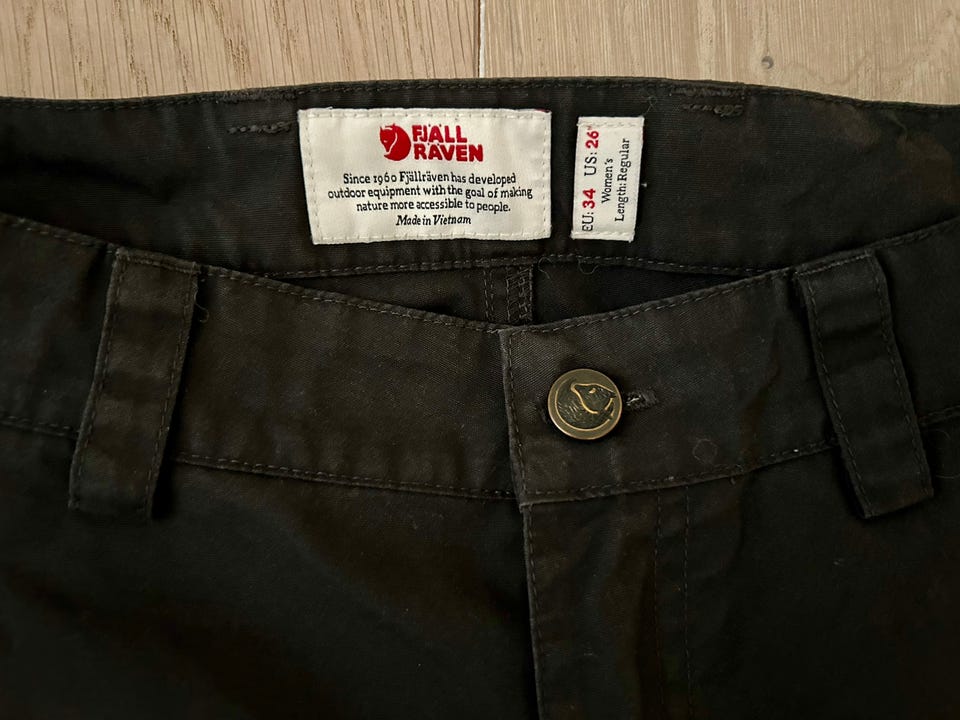 FJÄLL
RÄVEN
Since 1960 Fjällräven has developed
outdoor equipment with the goal of making
nature more accessible to people.
Made in Vietnam
EU: 34 US: 26"
Women's
Length: Regular